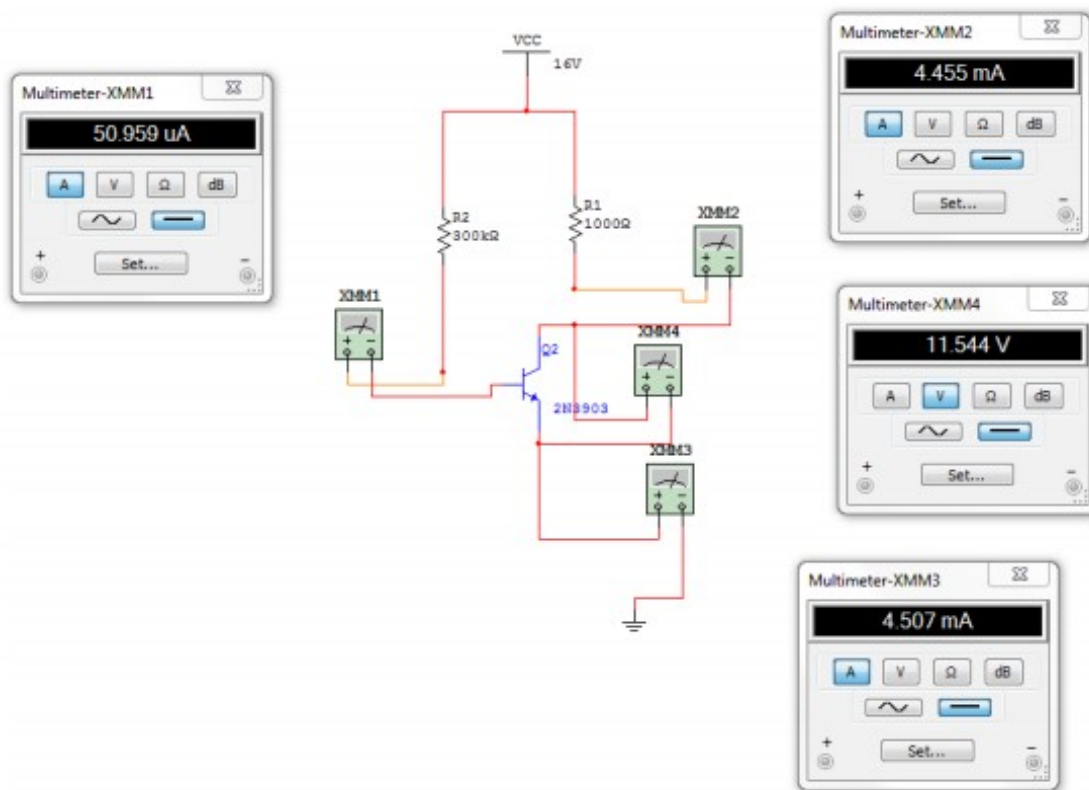 Multimeter-XMM1
50.959 uA
A V Ω dB
+ Set... -
VCC
16V
R2
300kΩ
R1
1000Ω
XMM1
+ -
XMM2
+ -
Q2
2N3903
XMM4
+ -
XMM3
+ -
Multimeter-XMM2
4.455 mA
A V Ω dB
+ Set... -
Multimeter-XMM4
11.544 V
A V Ω dB
+ Set... -
Multimeter-XMM3
4.507 mA
A V Ω dB
+ Set... -